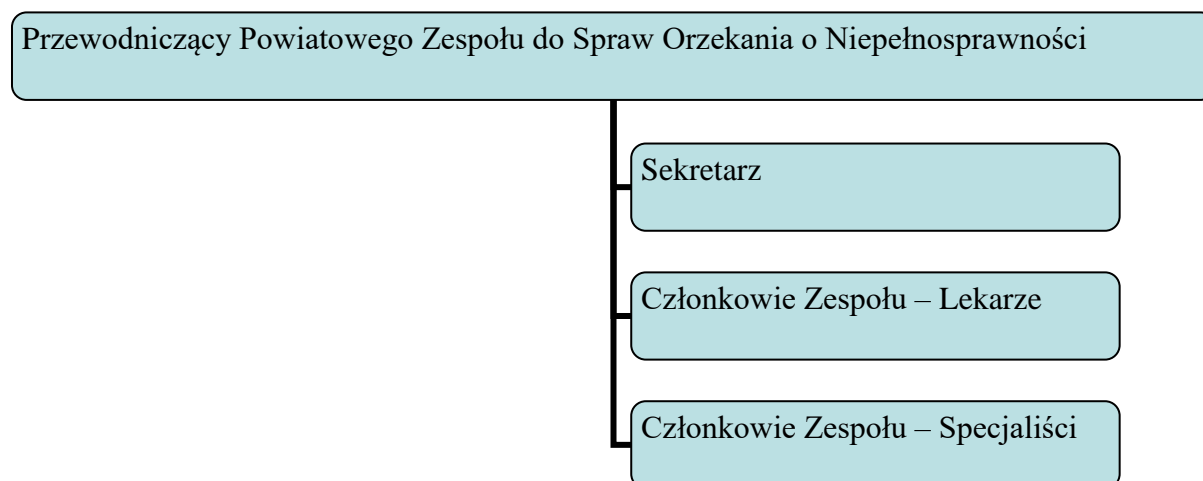 Przewodniczący Powiatowego Zespołu do Spraw Orzekania o Niepełnosprawności
Sekretarz
Członkowie Zespołu – Lekarze
Członkowie Zespołu – Specjaliści